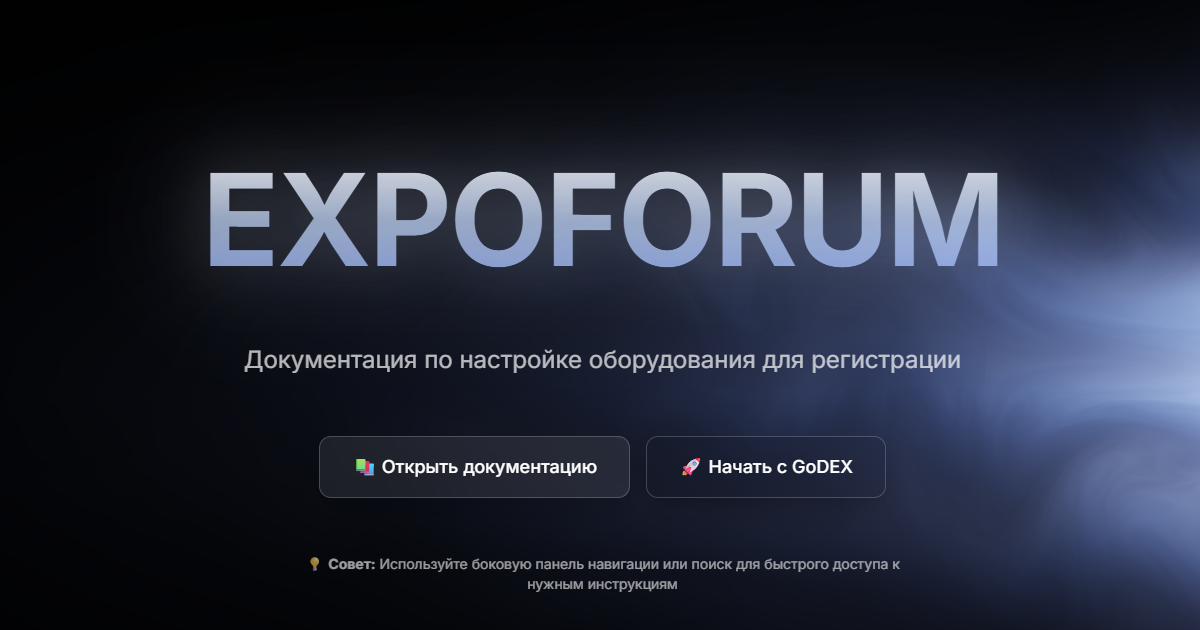 EXPOFORUM
Документация по настройке оборудования для регистрации
📚 Открыть документацию
🚀 Начать с GoDEX
💡 Совет: Используйте боковую панель навигации или поиск для быстрого доступа к
нужным инструкциям